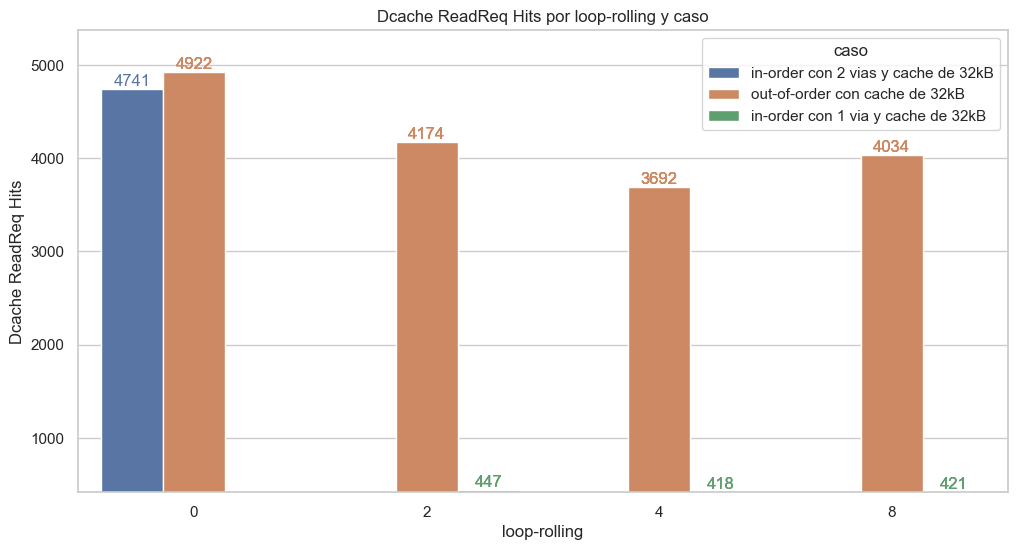 Dcache ReadReq Hits por loop-rolling y caso
caso
in-order con 2 vias y cache de 32kB
out-of-order con cache de 32kB
in-order con 1 via y cache de 32kB
Dcache ReadReq Hits
5000
4000
3000
2000
1000
4741
4922
4174
447
3692
418
4034
421
0
2
4
8
loop-rolling